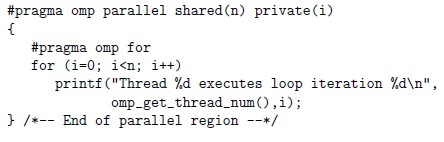 #pragma omp parallel shared(n) private(i)
{
    #pragma omp for
    for (i=0; i<n; i++)
       printf("Thread %d executes loop iteration %d\n",
              omp_get_thread_num(),i);
} /*-- End of parallel region --*/